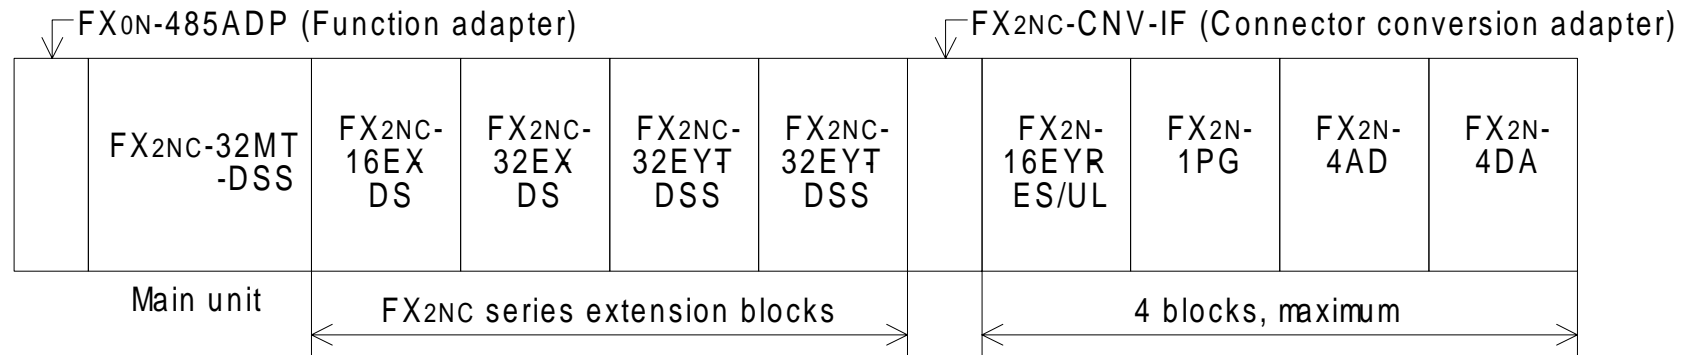 FX0N-485ADP (Function adapter)
FX2NC-CNV-IF (Connector conversion adapter)
FX2NC-32MT
-DSS
FX2NC-
16EX-
DS
FX2NC-
32EX-
DS
FX2NC-
32EYT-
DSS
FX2NC-
32EYT-
DSS
FX2N-
16EYR-
ES/UL
FX2N-
1PG
FX2N-
4AD
FX2N-
4DA
Main unit
FX2NC series extension blocks
4 blocks, maximum